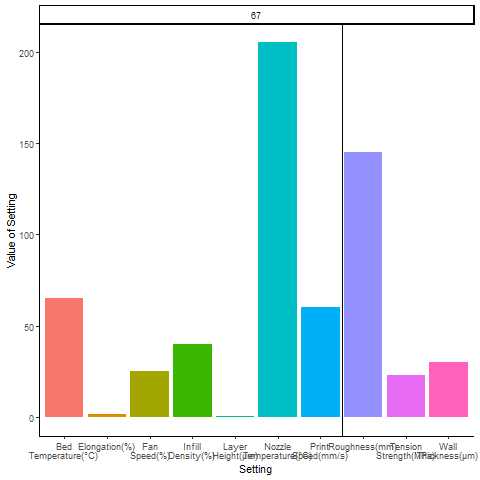 67
Value of Setting
200
150
100
50
0
Bed Elongation(%) Fan Infill Layer Nozzle Print Roughness(mm) Tension Wall
Temperature(°C) Speed(%) Density(%) Height(μm) Temperature(°C) Speed(mm/s) Strength(MPa) Thickness(μm)
Setting